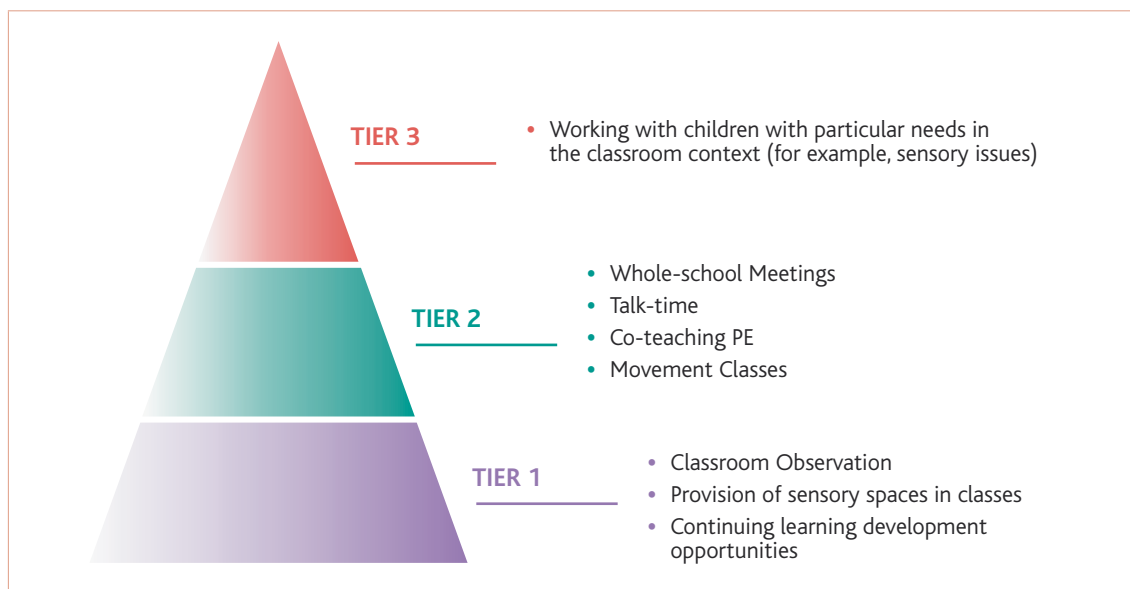 TIER 3
• Working with children with particular needs in
the classroom context (for example, sensory issues)
TIER 2
• Whole-school Meetings
• Talk-time
• Co-teaching PE
• Movement Classes
TIER 1
• Classroom Observation
• Provision of sensory spaces in classes
• Continuing learning development
opportunities